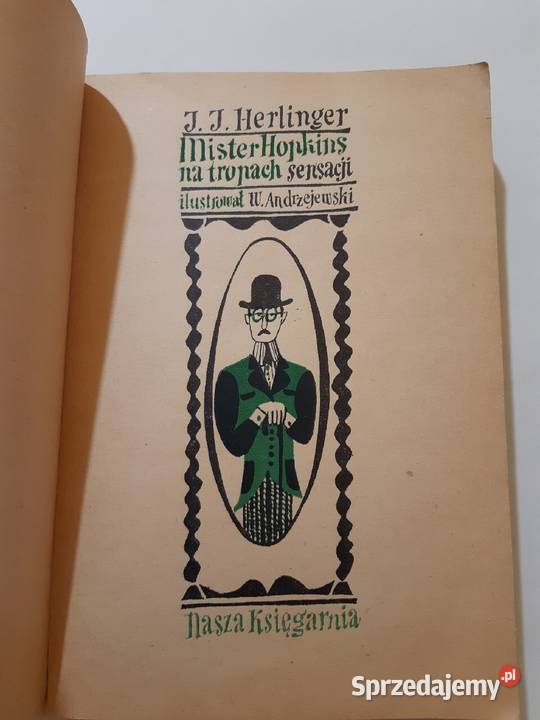 J. J. Herlinger
Mister Hopkins
na tropach sensacji
ilustrował W. Andrzejewski
Nasza Księgarnia
Sprzedajemy.pl